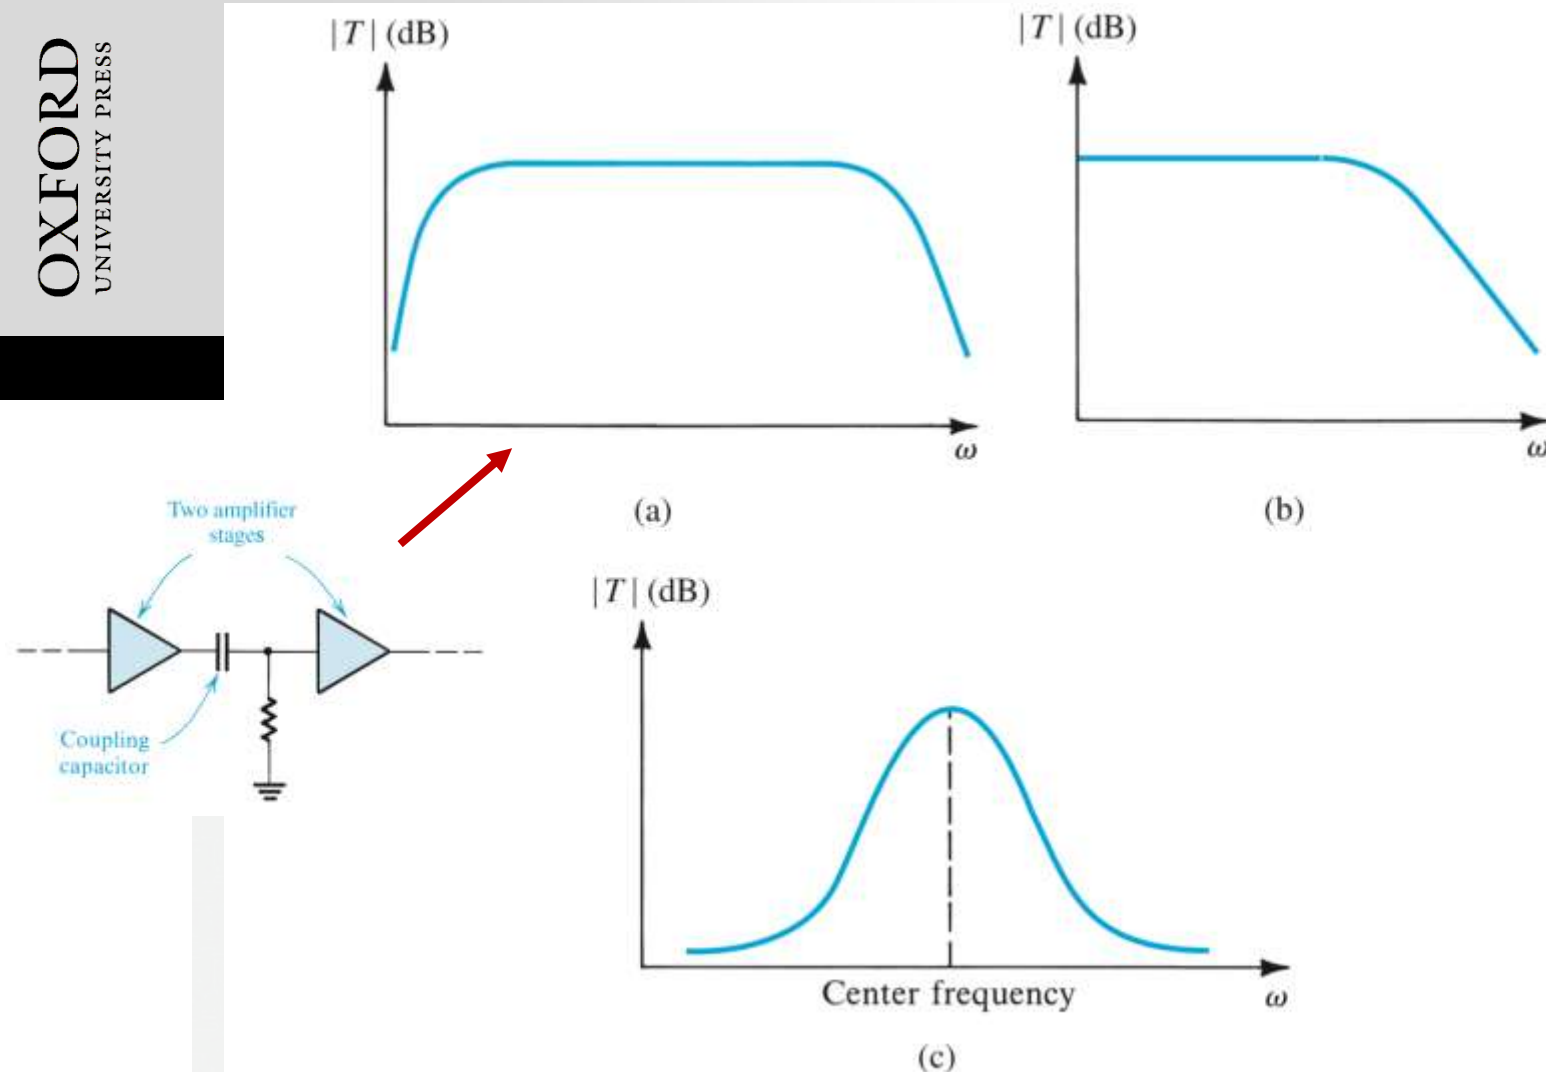 OXFORD
UNIVERSITY PRESS
|T| (dB)
ω
(a)
|T| (dB)
ω
(b)
Two amplifier
stages
Coupling
capacitor
|T| (dB)
Center frequency
ω
(c)